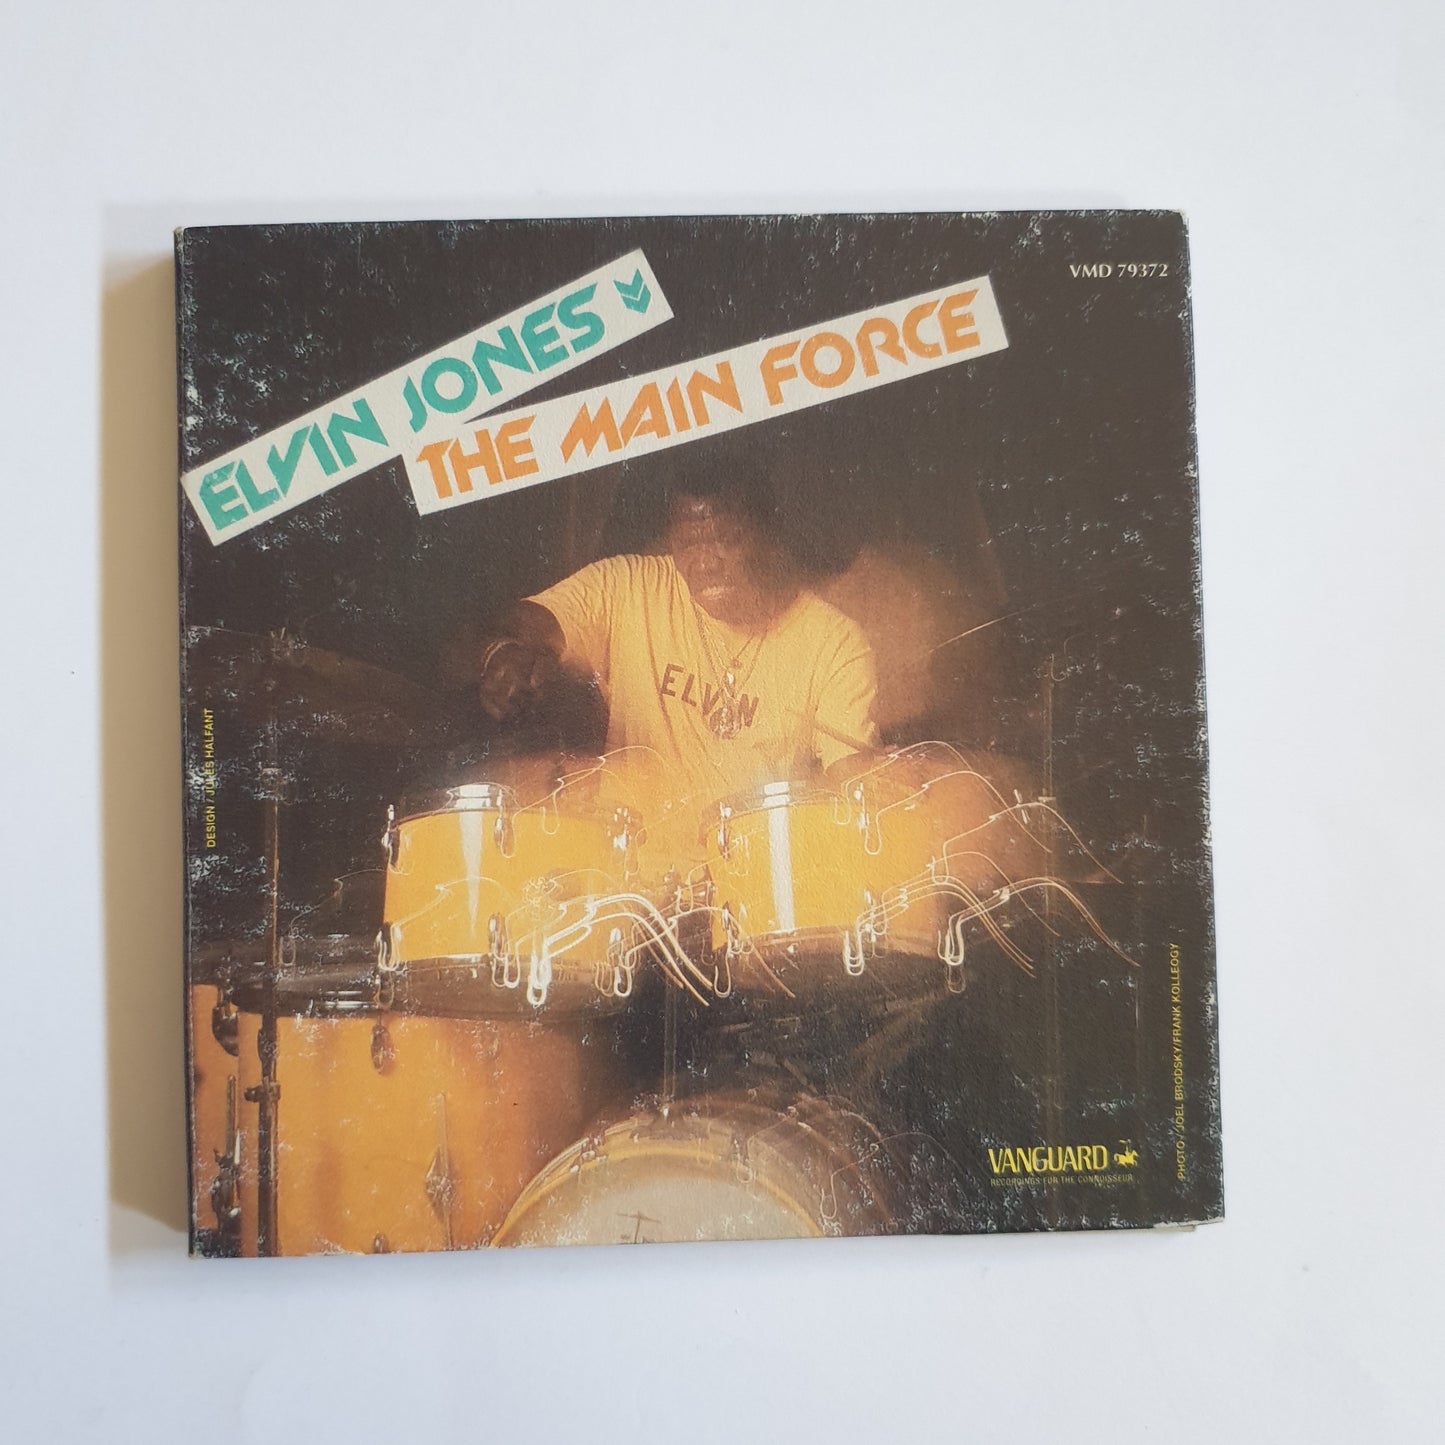 VMD 79372
ELVIN JONES
THE MAIN FORCE
ELVIN
DESIGN / JULES HALFANT
PHOTO / JOEL BRODSKY/FRANK KOLLEOGY
VANGUARD
RECORDINGS FOR THE CONNOISSEUR